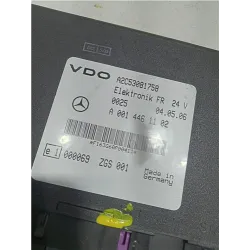 VDO
A2C53081758
Elektronik FR 24 V
0025 04.05.06
A 001 446 11 02
e1 000069 ZGS 001
Made in
Germany